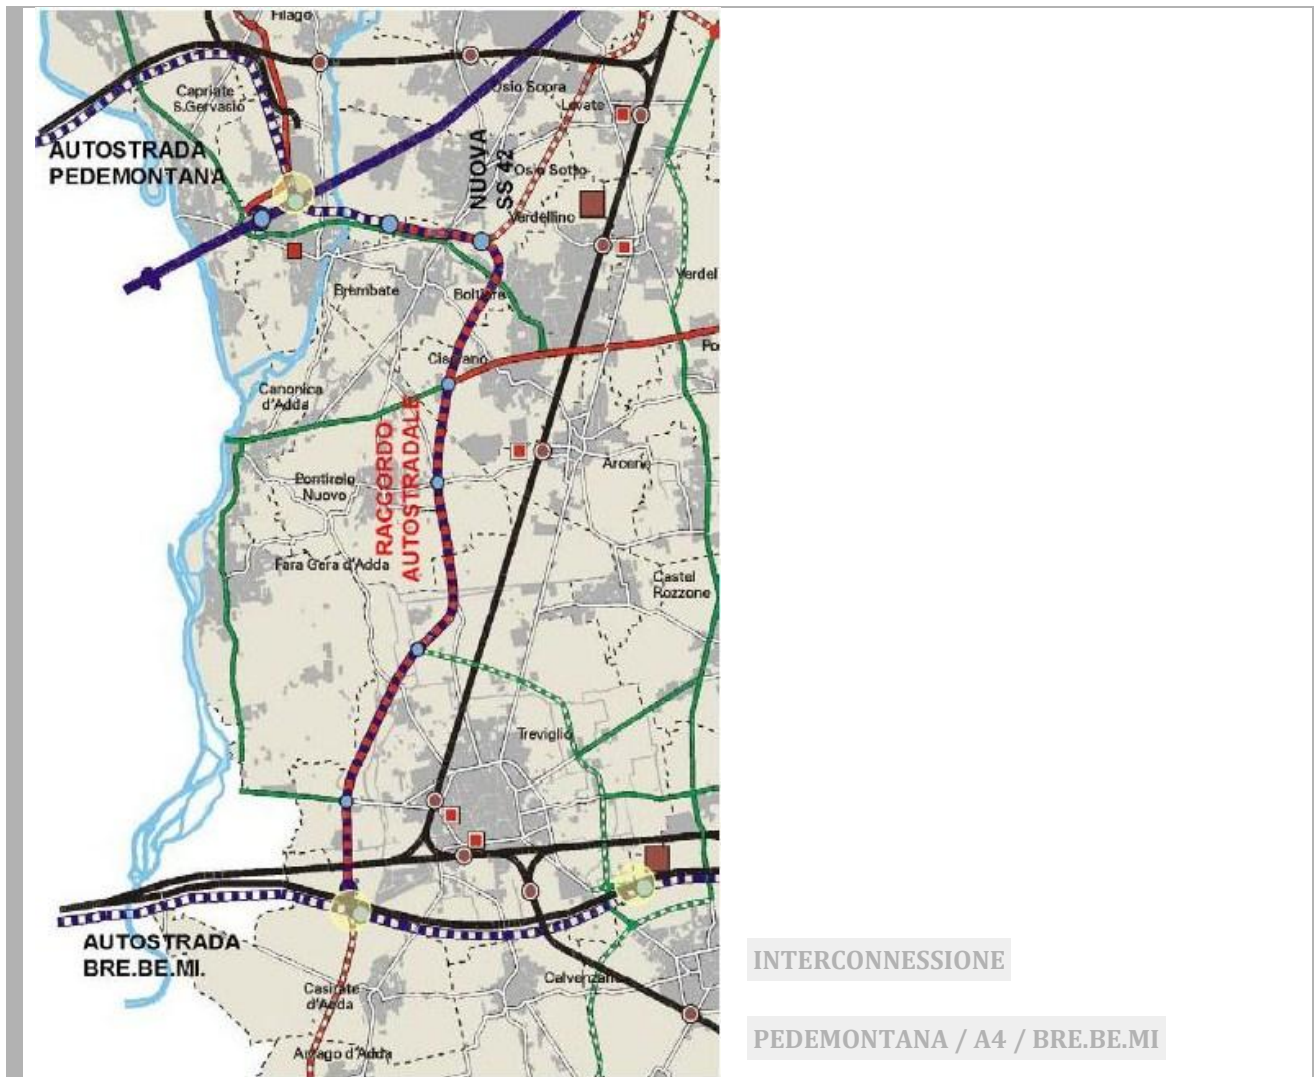 Filago
Capriate
S.Gervasio
Osio Sopra
Levate
AUTOSTRADA
PEDEMONTANA
NUOVA
SS 42
Osio Sotto
Verdellino
Verdel
Brembate
Boltiere
Ciserano
Canonica
d'Adda
RACCORDO
AUTOSTRADALE
Arcene
Pontirolo
Nuovo
Fara Gera d'Adda
Castel
Rozzone
Treviglio
AUTOSTRADA
BRE.BE.MI.
Casirate
d'Adda
Calvenzano
Arzago d'Adda
INTERCONNESSIONE
PEDEMONTANA / A4 / BRE.BE.MI